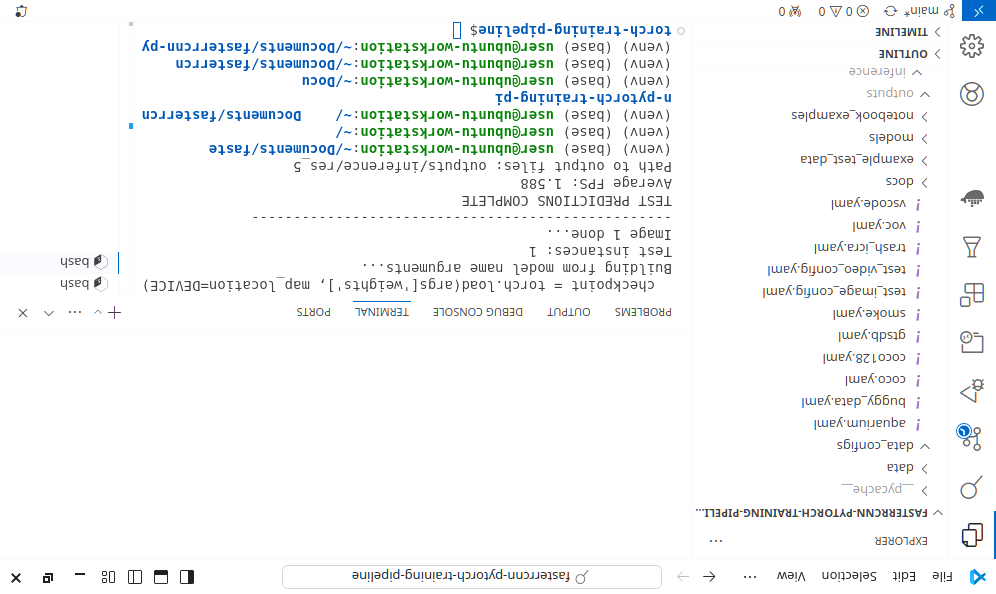 File Edit Selection View ... fasterrcnn-pytorch-training-pipeline
EXPLORER
FASTERRCNN-PYTORCH-TRAINING-PIPELI...
__pycache__
data
data_configs
aquarium.yaml
buggy_data.yaml
coco.yaml
coco128.yaml
gtsdb.yaml
smoke.yaml
test_image_config.yaml
test_video_config.yaml
trash_icra.yaml
voc.yaml
vscode.yaml
docs
example_test_data
models
notebook_examples
outputs
inference
OUTLINE
TIMELINE
PROBLEMS OUTPUT DEBUG CONSOLE TERMINAL PORTS
checkpoint = torch.load(args['weights'], map_location=DEVICE)
Building from model name arguments...
Test instances: 1
Image 1 done...
--------------------------------------------------
TEST PREDICTIONS COMPLETE
Average FPS: 1.588
Path to output files: outputs/inference/res_5
(venv) (base) user@ubuntu-workstation:~/Documents/faste
(venv) (base) user@ubuntu-workstation:~/
(venv) (base) user@ubuntu-workstation:~/ Documents/fasterrcn
n-pytorch-training-pi
(venv) (base) user@ubuntu-workstation:~/Docu
(venv) (base) user@ubuntu-workstation:~/Documents/fasterrcn
(venv) (base) user@ubuntu-workstation:~/Documents/fasterrcnn-py
torch-training-pipeline$
bash
bash
main* 0 0 0